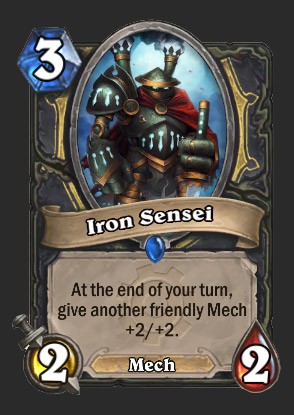 3
Iron Sensei
At the end of your turn,
give another friendly Mech
+2/+2.
2 Mech 2